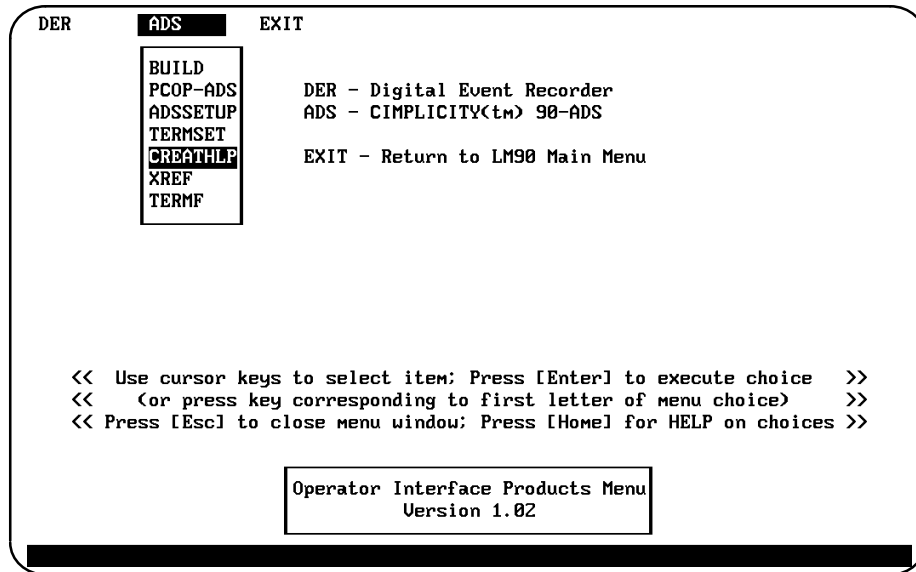 DER ADS EXIT
BUILD
PCOP-ADS DER - Digital Event Recorder
ADSSETUP ADS - CIMPLICITY(tm) 90-ADS
TERMSET
CREATHLP EXIT - Return to LM90 Main Menu
XREF
TERMF
<< Use cursor keys to select item; Press [Enter] to execute choice >>
<< (or press key corresponding to first letter of menu choice) >>
<< Press [Esc] to close menu window; Press [Home] for HELP on choices >>
Operator Interface Products Menu
Version 1.02